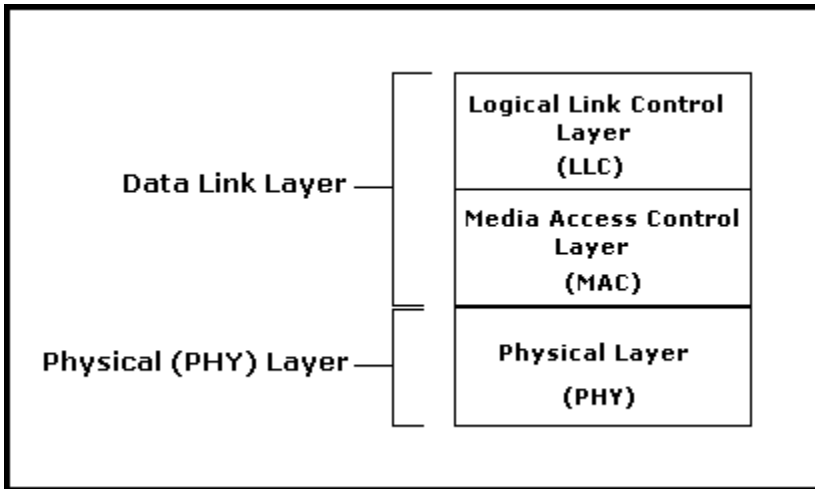 Logical Link Control
Layer
(LLC)
Data Link Layer
Media Access Control
Layer
(MAC)
Physical (PHY) Layer
Physical Layer
(PHY)